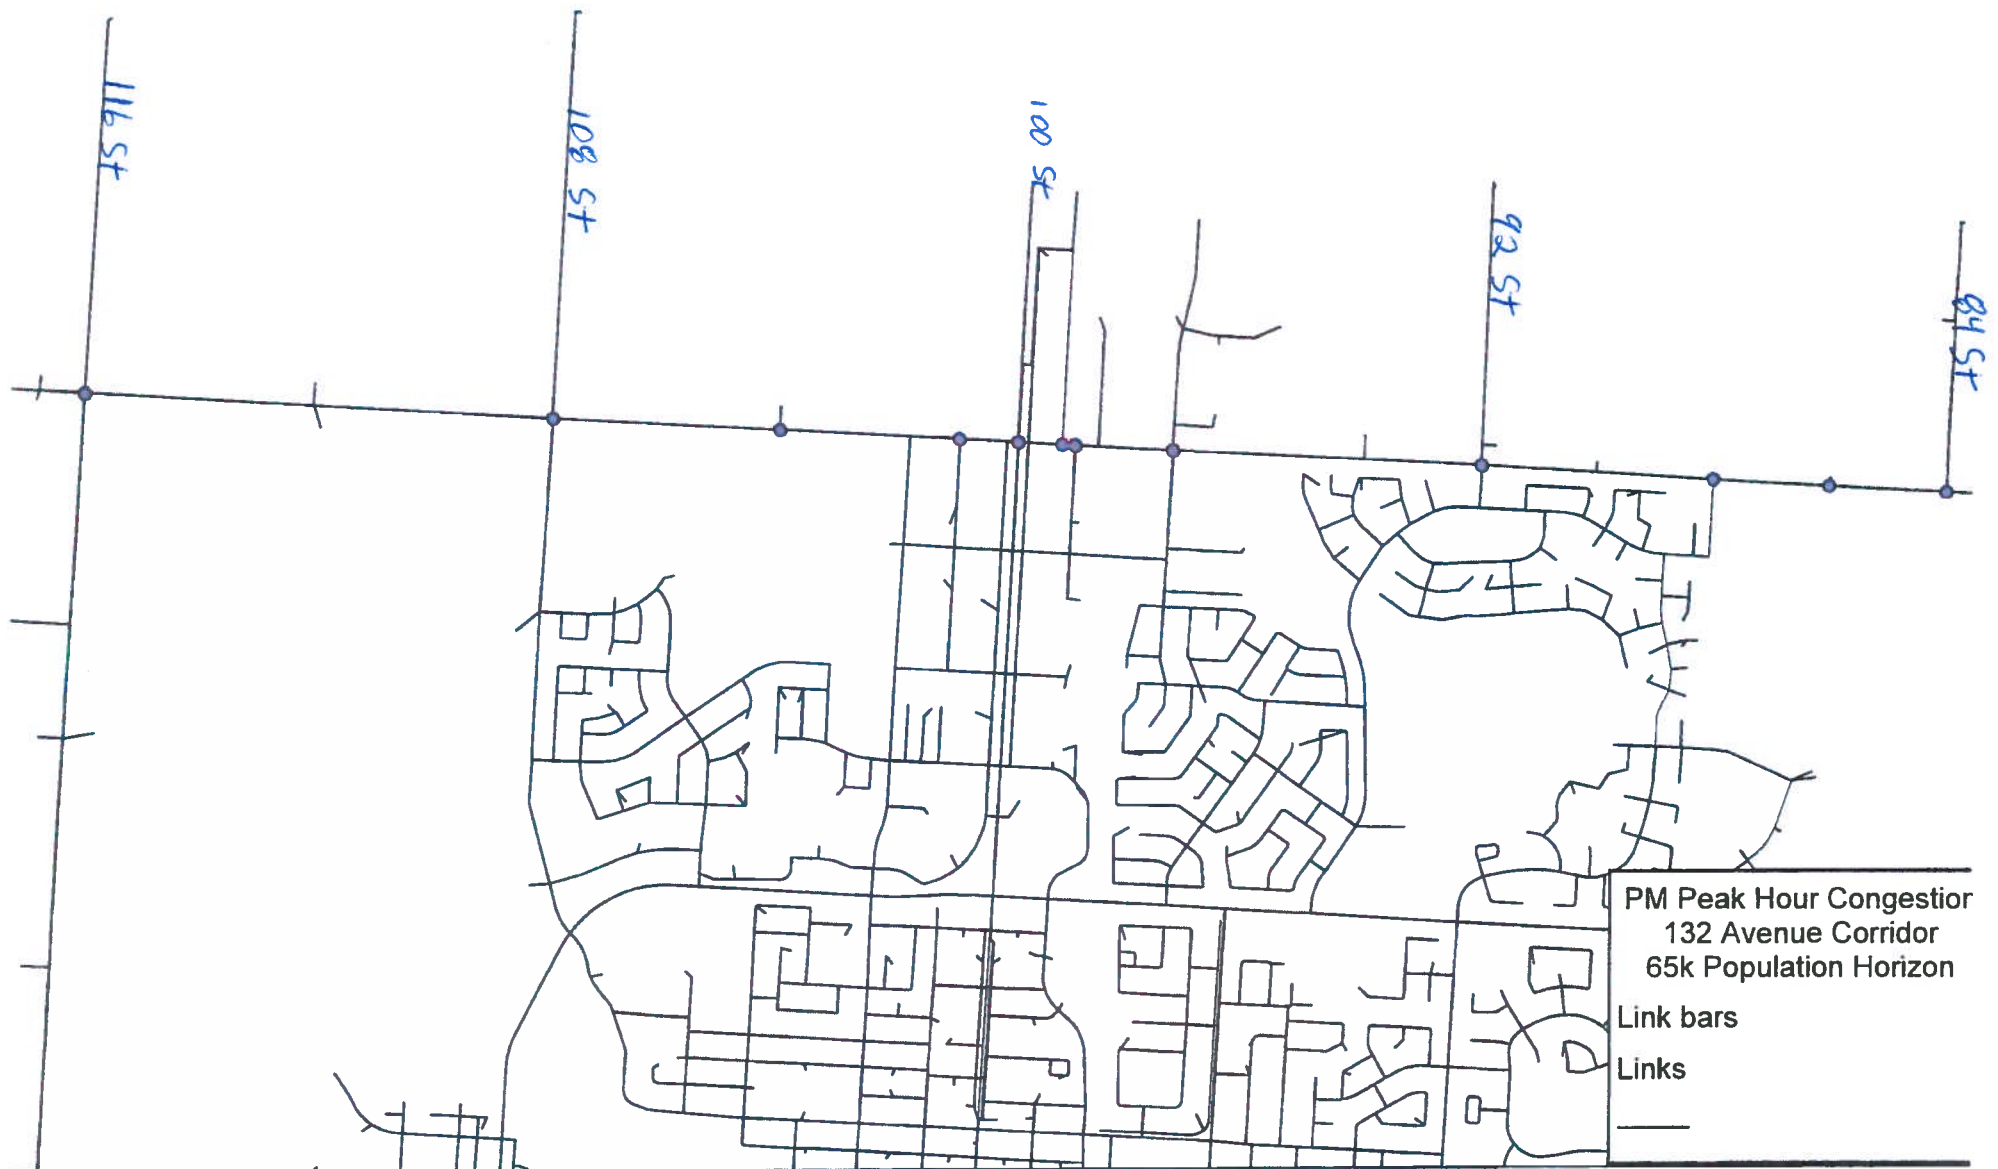 116 St
108 St
100 St
92 St
84 St
PM Peak Hour Congestion
132 Avenue Corridor
65k Population Horizon
Link bars
Links